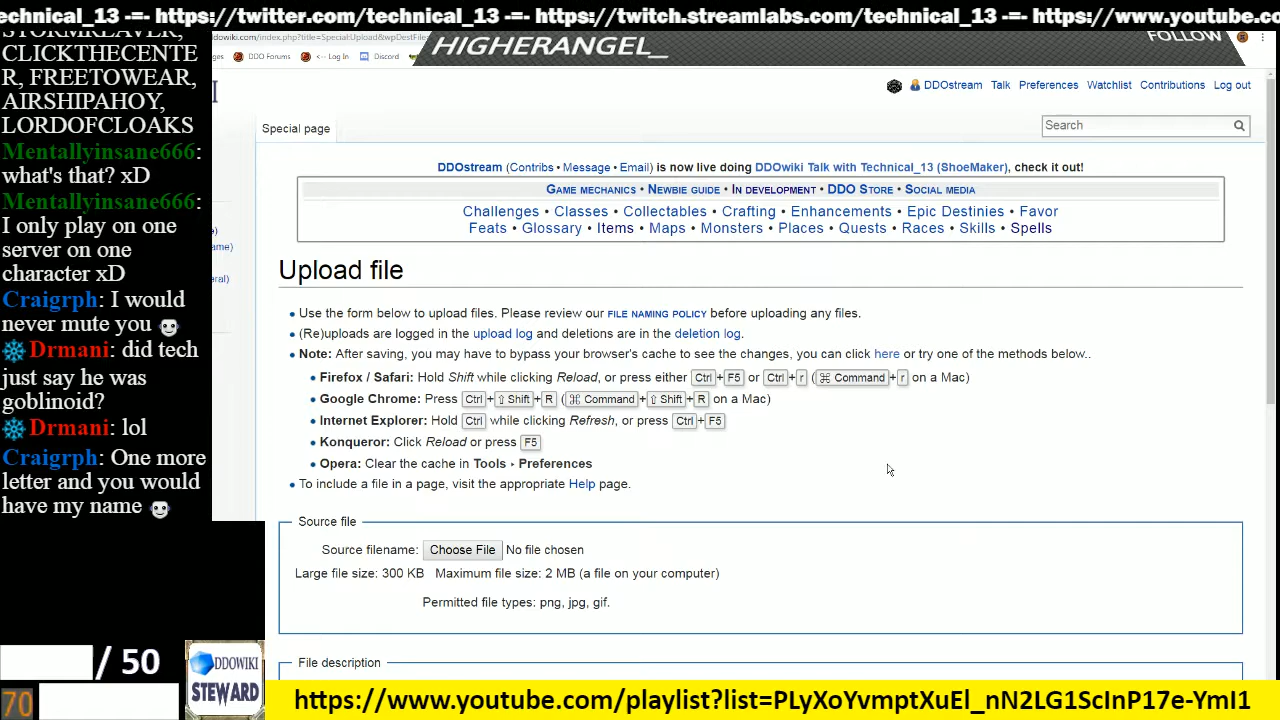 technical_13 -=- https://twitter.com/technical_13 -=- https://twitch.streamlabs.com/technical_13 -=- https://www.youtube.co
STORMREAVER,
CLICKTHECENTE
R, FREETOWEAR,
AIRSHIPAHOY,
LORDOFCLOAKS
Mentallyinsane666:
what's that? xD
Mentallyinsane666:
I only play on one
server on one
character xD
Craigrph: I would
never mute you
Drmani: did tech
just say he was
goblinoid?
Drmani: lol
Craigrph: One more
letter and you would
have my name
/ 50
70
DDOWIKI
STEWARD
dowiki.com/index.php?title=Special:Upload&wpDestFile
HIGHERANGEL_
FOLLOW
ges DDO Forums <-- Log In Discord
DDOstream Talk Preferences Watchlist Contributions Log out
Special page
Search
DDOstream (Contribs • Message • Email) is now live doing DDOwiki Talk with Technical_13 (ShoeMaker), check it out!
Game mechanics • Newbie guide • In development • DDO Store • Social media
Challenges • Classes • Collectables • Crafting • Enhancements • Epic Destinies • Favor
Feats • Glossary • Items • Maps • Monsters • Places • Quests • Races • Skills • Spells
Upload file
• Use the form below to upload files. Please review our FILE NAMING POLICY before uploading any files.
• (Re)uploads are logged in the upload log and deletions are in the deletion log.
• Note: After saving, you may have to bypass your browser's cache to see the changes, you can click here or try one of the methods below..
• Firefox / Safari: Hold Shift while clicking Reload, or press either Ctrl+F5 or Ctrl+r (⌘ Command+r on a Mac)
• Google Chrome: Press Ctrl+⇧ Shift+R (⌘ Command+⇧ Shift+R on a Mac)
• Internet Explorer: Hold Ctrl while clicking Refresh, or press Ctrl+F5
• Konqueror: Click Reload or press F5
• Opera: Clear the cache in Tools ▸ Preferences
• To include a file in a page, visit the appropriate Help page.
Source file
Source filename: Choose File No file chosen
Large file size: 300 KB Maximum file size: 2 MB (a file on your computer)
Permitted file types: png, jpg, gif.
File description
ame)
eral)
https://www.youtube.com/playlist?list=PLyXoYvmptXuEl_nN2LG1ScInP17e-YmI1